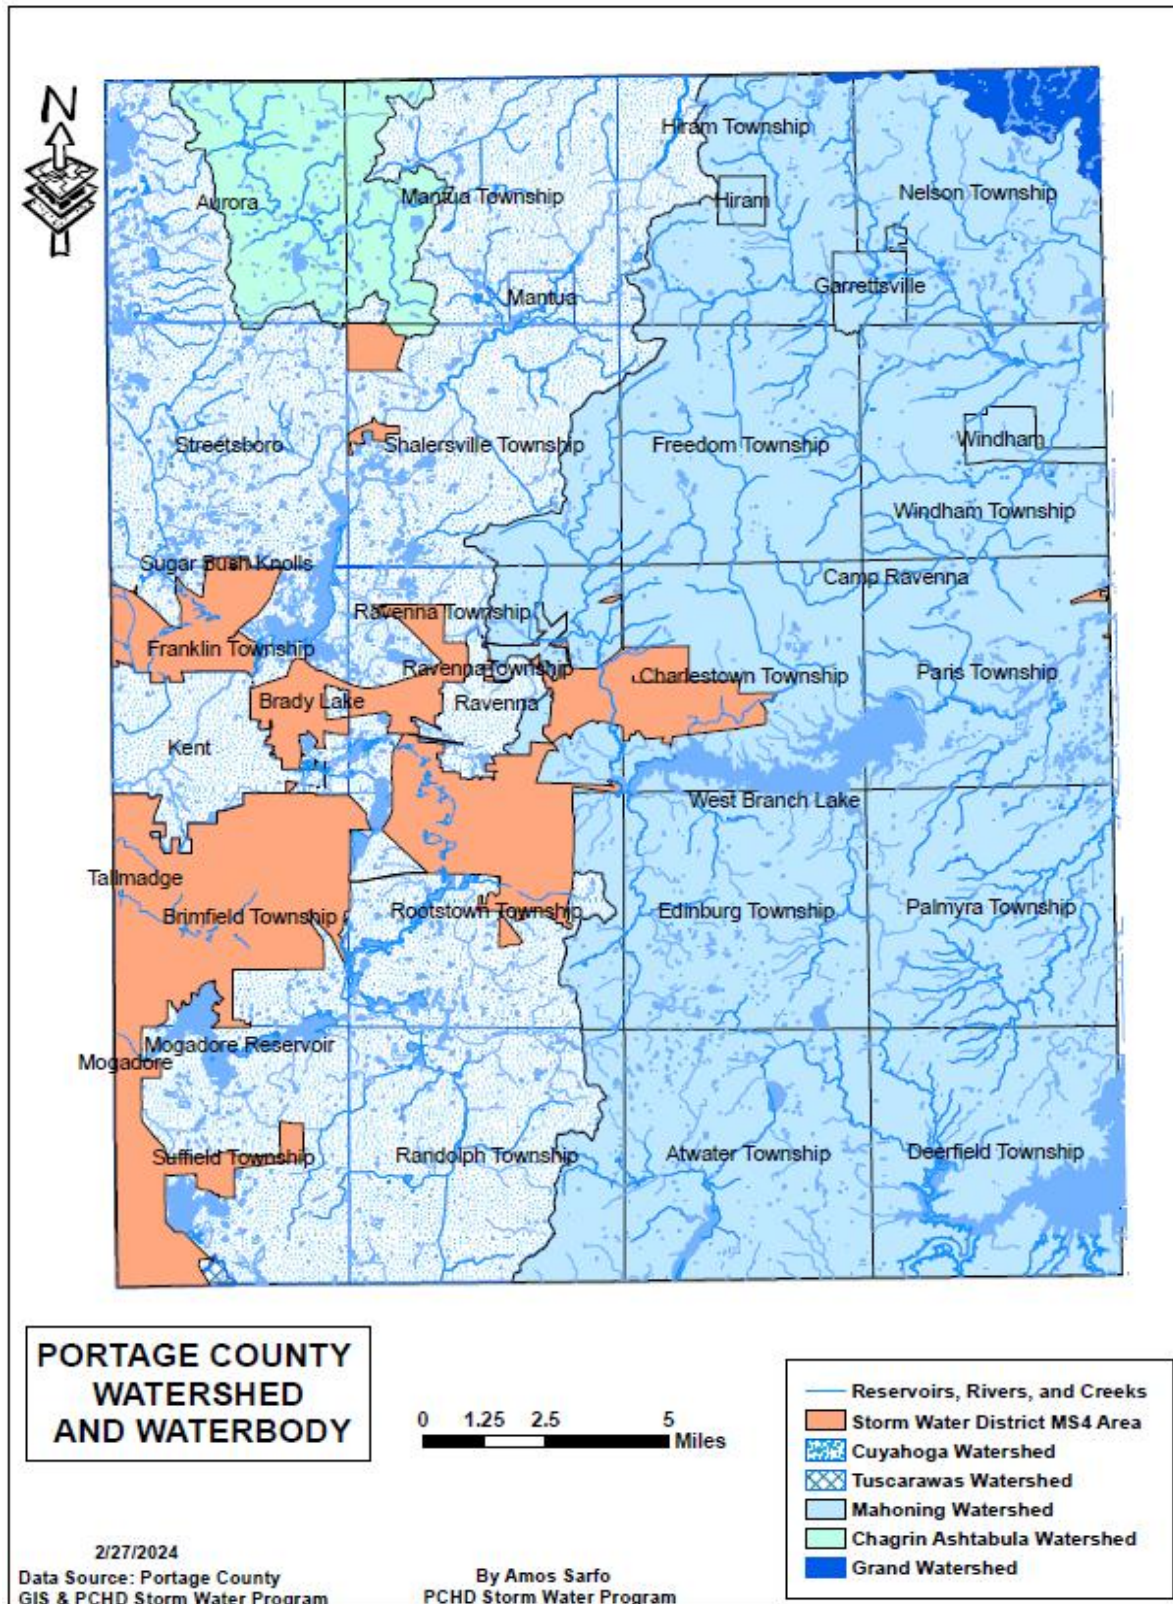 N
Hiram Township
Aurora
Mantua Township
Hiram
Nelson Township
Mantua
Garrettsville
Streetsboro
Shalersville Township
Freedom Township
Windham
Windham Township
Sugar Bush Knolls
Camp Ravenna
Ravenna Township
Franklin Township
Ravenna Township
Charlestown Township
Paris Township
Brady Lake
Ravenna
Kent
West Branch Lake
Tallmadge
Brimfield Township
Rootstown Township
Edinburg Township
Palmyra Township
Mogadore Reservoir
Mogadore
Suffield Township
Randolph Township
Atwater Township
Deerfield Township
PORTAGE COUNTY
WATERSHED
AND WATERBODY
0 1.25 2.5 5
Miles
Reservoirs, Rivers, and Creeks
Storm Water District MS4 Area
Cuyahoga Watershed
Tuscarawas Watershed
Mahoning Watershed
Chagrin Ashtabula Watershed
Grand Watershed
2/27/2024
Data Source: Portage County
GIS & PCHD Storm Water Program
By Amos Sarfo
PCHD Storm Water Program